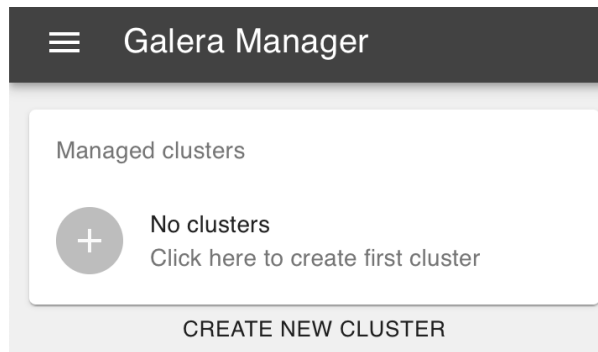 Galera Manager
Managed clusters
No clusters
Click here to create first cluster
CREATE NEW CLUSTER